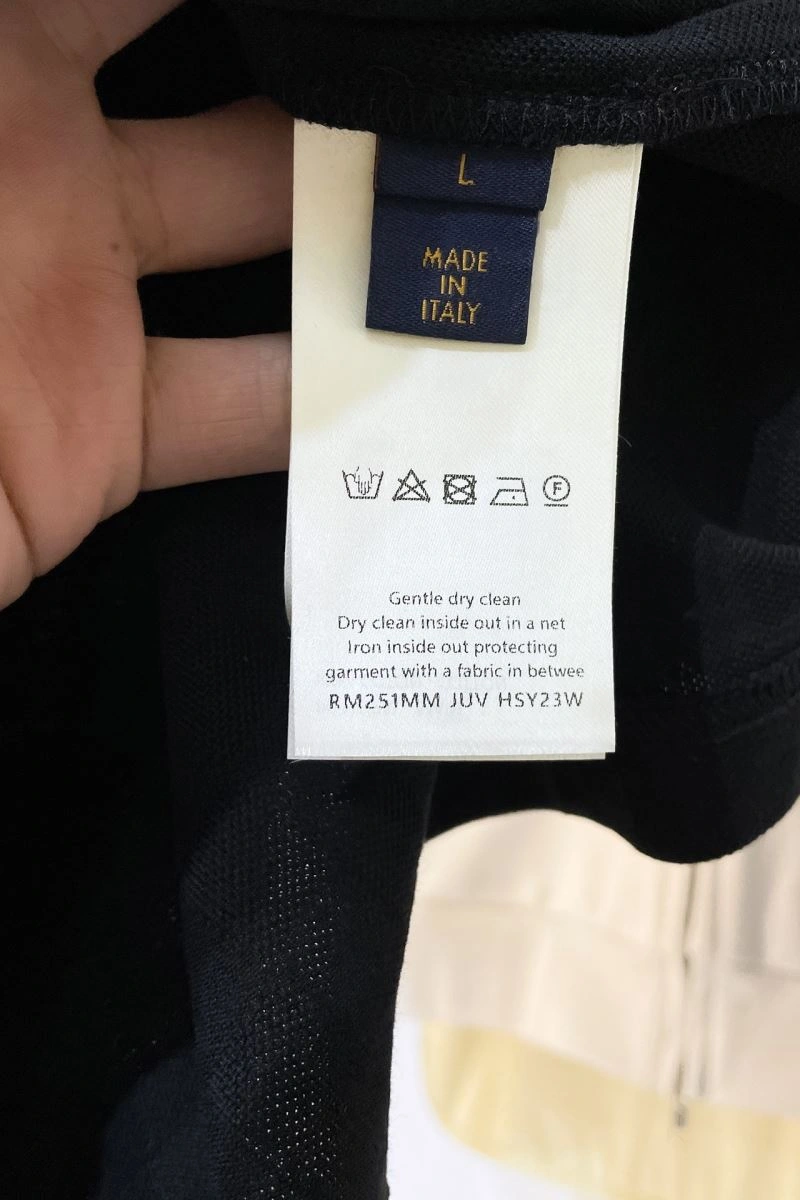 L
MADE
IN
ITALY
F
Gentle dry clean
Dry clean inside out in a net
Iron inside out protecting
garment with a fabric in betwee
RM251MM JUV HSY23W